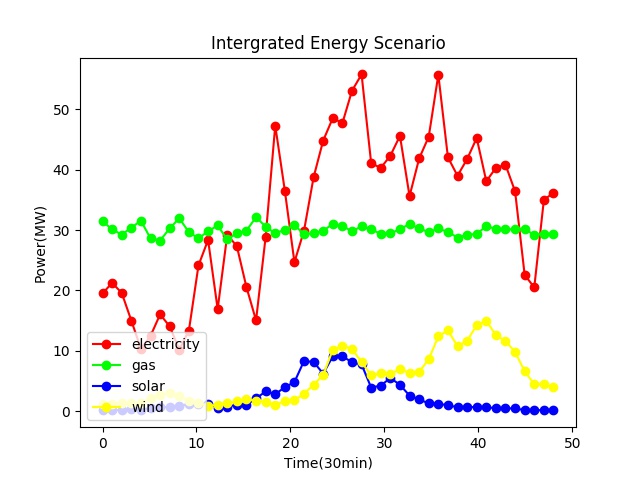 Intergrated Energy Scenario
Power(MW)
50
40
30
20
10
0
electricity
gas
solar
wind
0 10 20 30 40 50
Time(30min)